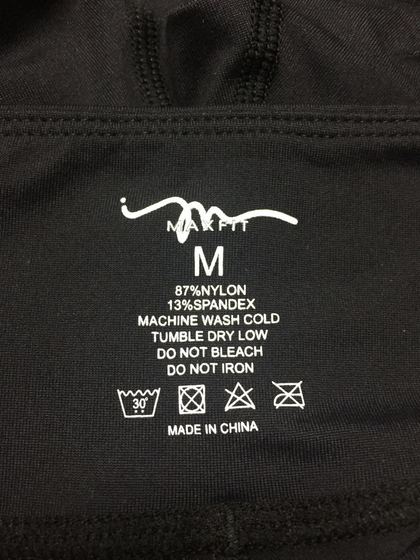 im
MAXFIT
M
87%NYLON
13%SPANDEX
MACHINE WASH COLD
TUMBLE DRY LOW
DO NOT BLEACH
DO NOT IRON
30°
MADE IN CHINA